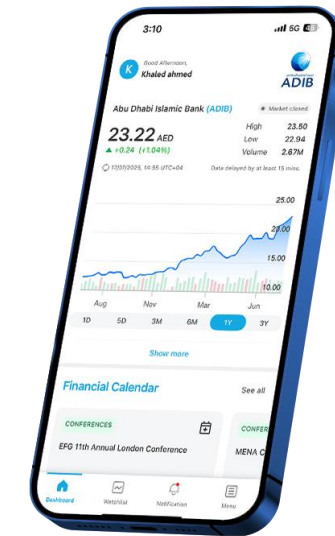 3:10
5G
K
Good Afternoon,
Khaled ahmed
ADIB
Abu Dhabi Islamic Bank (ADIB)
Market closed
23.22 AED
+0.24 (+1.04%)
High 23.50
Low 22.94
Volume 2.67M
Data delayed by at least 15 mins.
25.00
20.00
15.00
10.00
Aug Nov Mar Jun
1D 5D 3M 6M 1Y 3Y
Show more
Financial Calendar
See all
CONFERENCES
CONFER
EFG 11th Annual London Conference
MENA C
Dashboard Watchlist Notification Menu